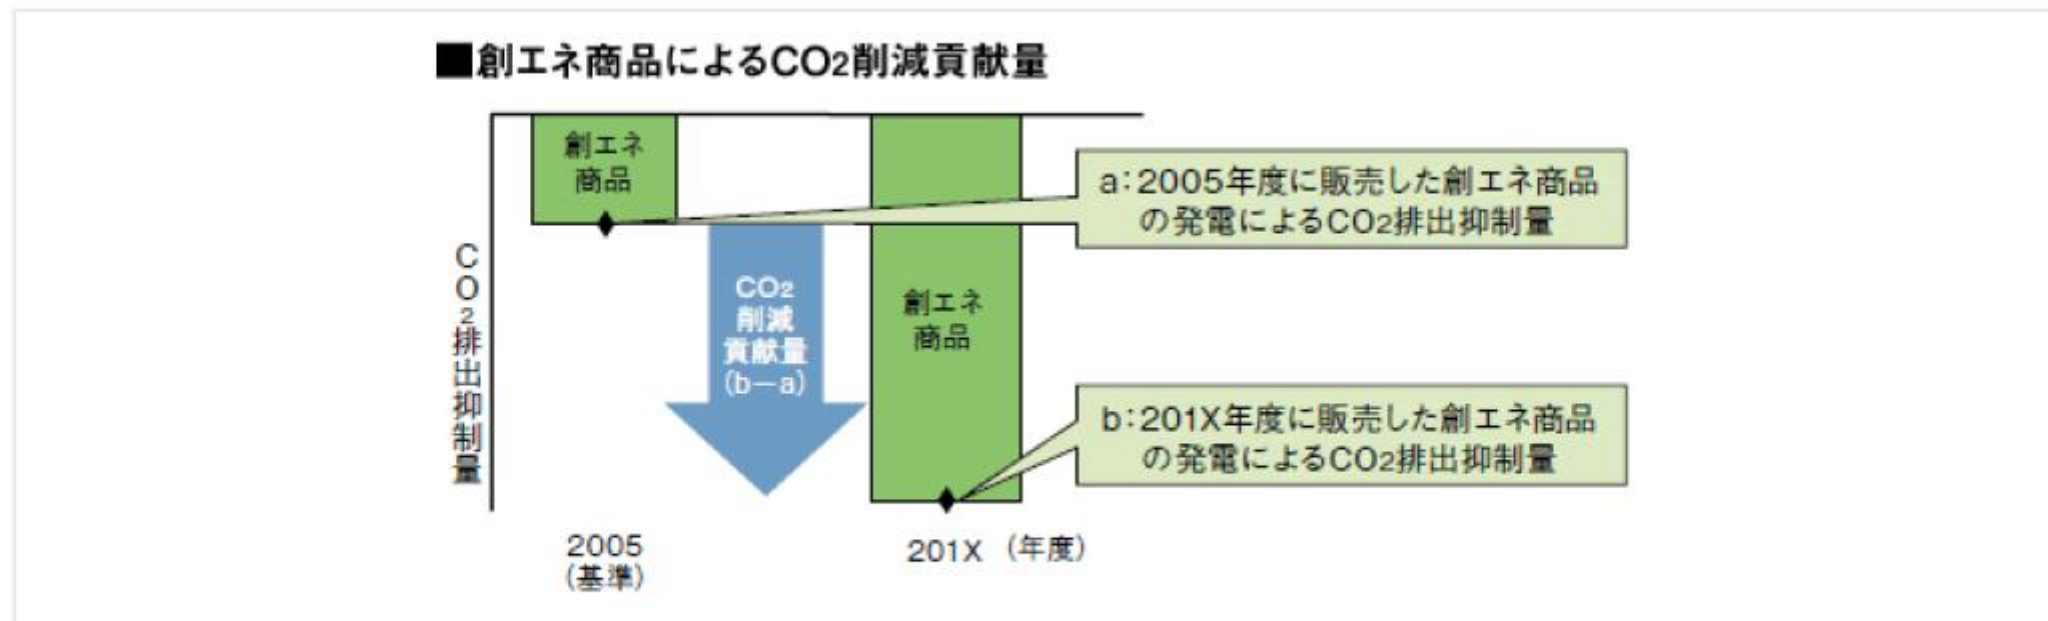 ■創エネ商品によるCO2削減貢献量
創エネ
商品
a:2005年度に販売した創エネ商品
の発電によるCO2排出抑制量
CO2排出抑制量
CO2
削減
貢献量
(b－a)
創エネ
商品
b:201X年度に販売した創エネ商品
の発電によるCO2排出抑制量
2005
(基準)
201X (年度)